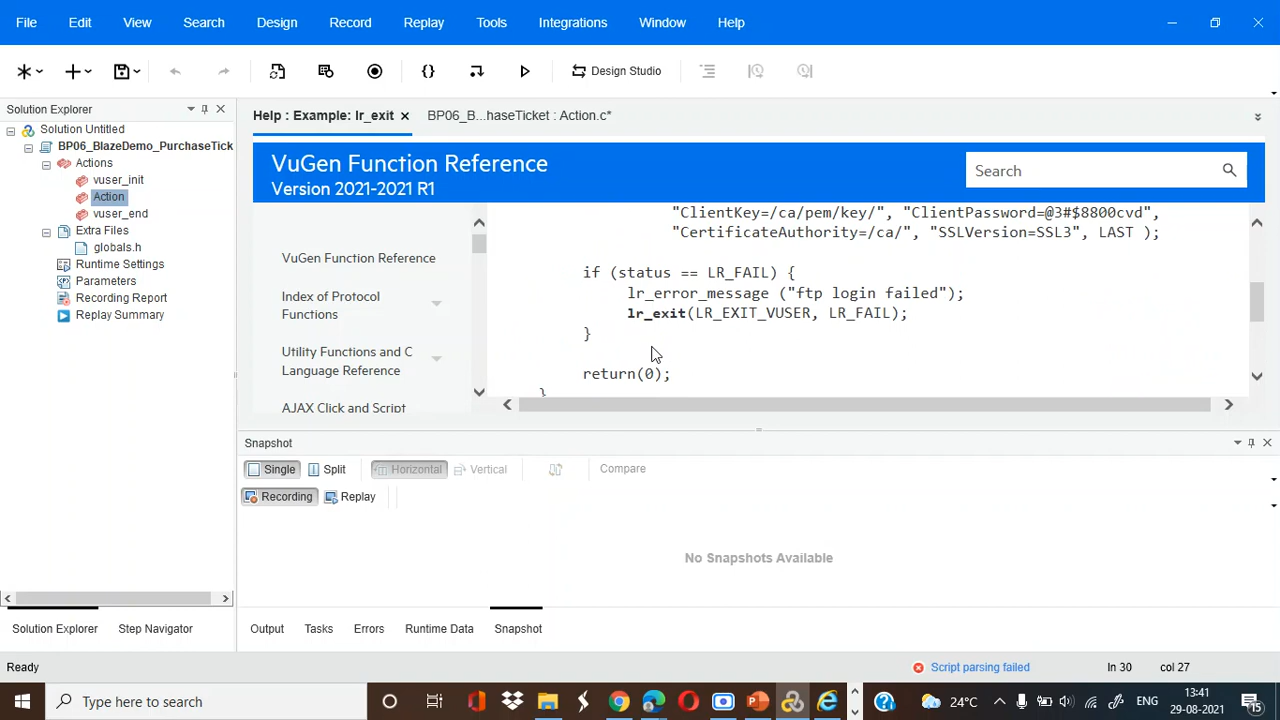 File Edit View Search Design Record Replay Tools Integrations Window Help
Design Studio
Solution Explorer
Solution Untitled
BP06_BlazeDemo_PurchaseTick
Actions
vuser_init
Action
vuser_end
Extra Files
globals.h
Runtime Settings
Parameters
Recording Report
Replay Summary
Help : Example: lr_exit
BP06_B...haseTicket : Action.c*
VuGen Function Reference
Version 2021-2021 R1
Search
VuGen Function Reference
Index of Protocol
Functions
Utility Functions and C
Language Reference
AJAX Click and Script
"ClientKey=/ca/pem/key/", "ClientPassword=@3#$8800cvd",
"CertificateAuthority=/ca/", "SSLVersion=SSL3", LAST );
if (status == LR_FAIL) {
lr_error_message ("ftp login failed");
lr_exit(LR_EXIT_VUSER, LR_FAIL);
}
return(0);
}
Snapshot
Single Split Horizontal Vertical Compare
Recording Replay
No Snapshots Available
Solution Explorer Step Navigator
Output Tasks Errors Runtime Data Snapshot
Ready
Script parsing failed
ln 30
col 27
Type here to search
24°C
ENG
13:41
29-08-2021
15